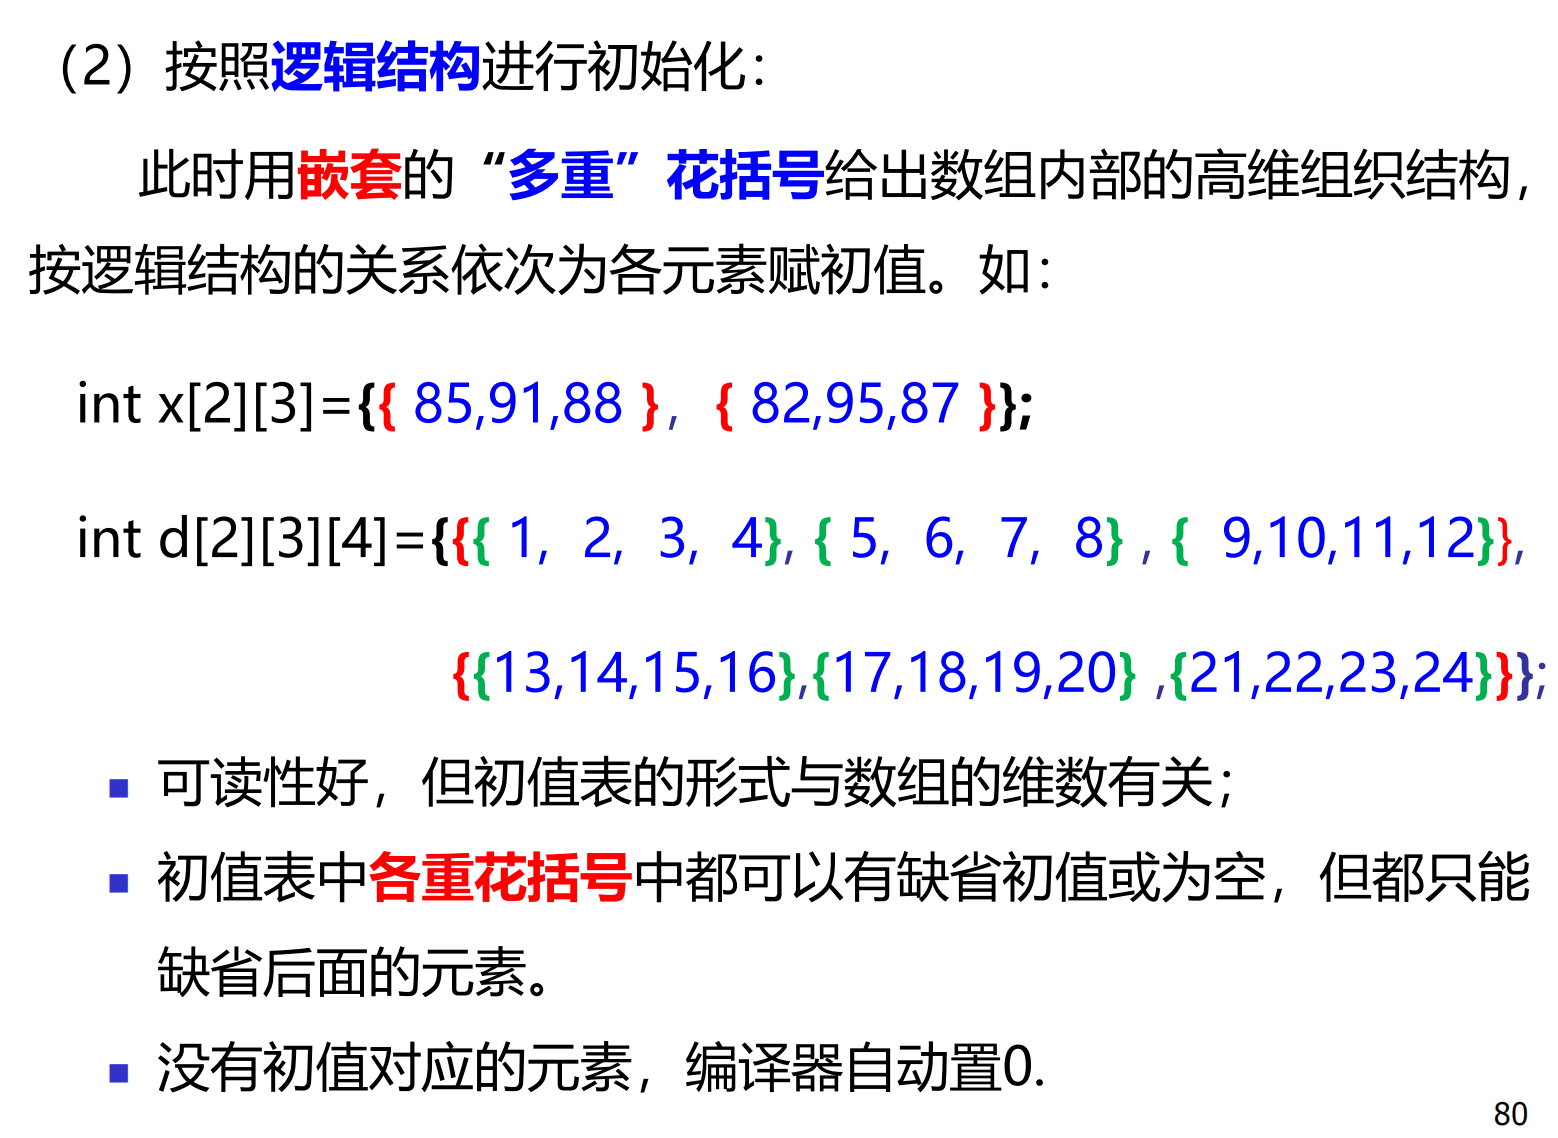 （2）按照逻辑结构进行初始化：
此时用嵌套的“多重”花括号给出数组内部的高维组织结构，
按逻辑结构的关系依次为各元素赋初值。如：
int x[2][3]={{ 85,91,88 }，{ 82,95,87 }};
int d[2][3][4]={{{ 1, 2, 3, 4}, { 5, 6, 7, 8} , { 9,10,11,12}},
{{13,14,15,16},{17,18,19,20} ,{21,22,23,24}}};
▪ 可读性好，但初值表的形式与数组的维数有关；
▪ 初值表中各重花括号中都可以有缺省初值或为空，但都只能
缺省后面的元素。
▪ 没有初值对应的元素，编译器自动置0.
80